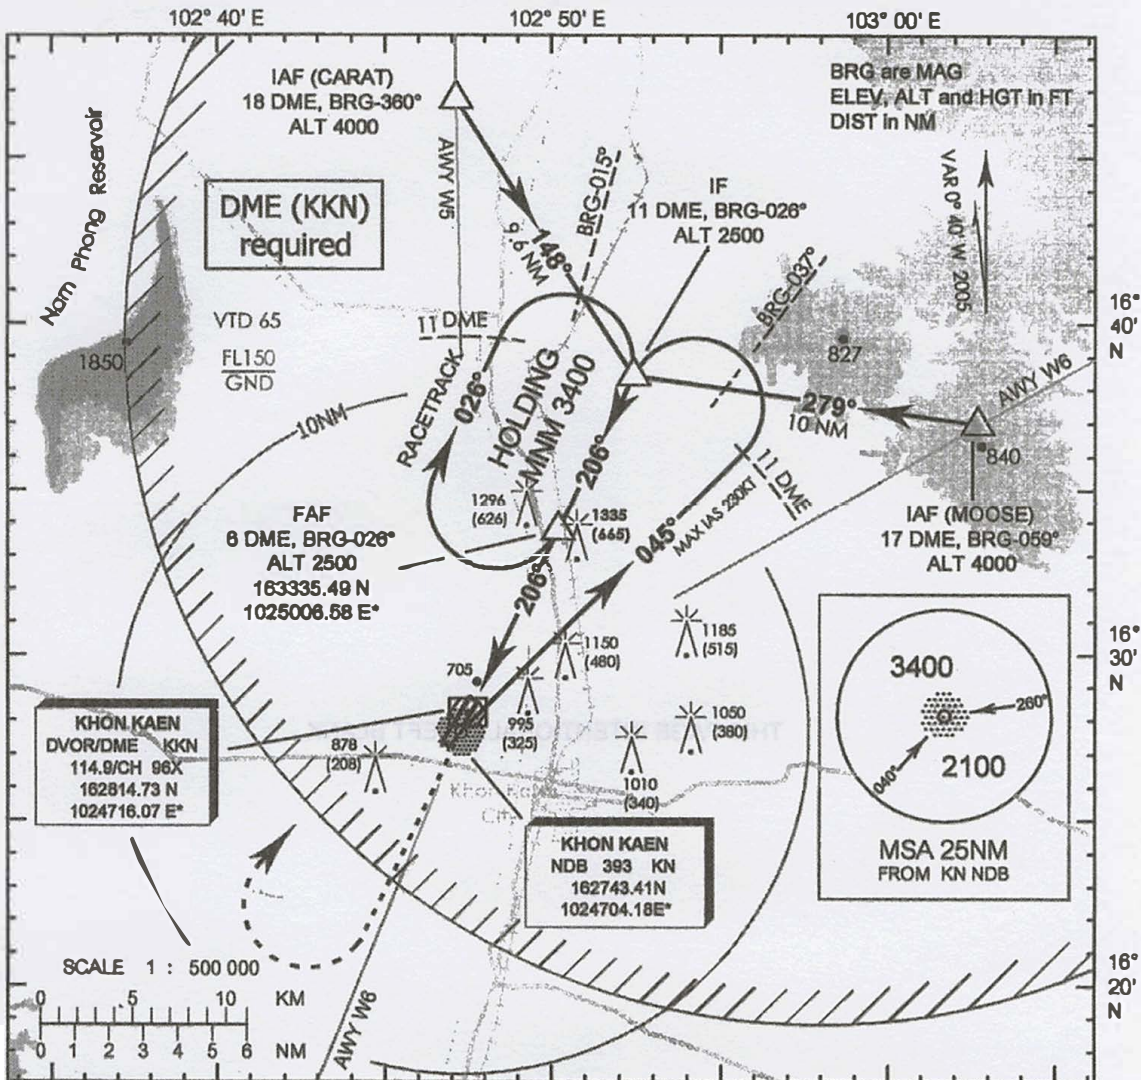 102° 40' E
102° 50' E
103° 00' E
IAF (CARAT)
18 DME, BRG-360°
ALT 4000
BRG are MAG
ELEV, ALT and HGT in FT
DIST in NM
Nam Phong Reservoir
DME (KKN)
required
AWY W5
9.6 NM
148°
BRG-015°
IF
11 DME, BRG-026°
ALT 2500
VAR 0° 40' W 2005
BRG-037°
16°
40'
N
VTD 65
FL150
GND
11 DME
1850
827
AWY W6
RACETRACK
026°
HOLDING
MNM 3400
279°
10 NM
10NM
206°
840
11 DME
1296
(626)
1335
(665)
MAX IAS 230KT
045°
IAF (MOOSE)
17 DME, BRG-059°
ALT 4000
FAF
6 DME, BRG-026°
ALT 2500
163335.49 N
1025006.58 E*
206°
1185
(515)
1150
(480)
16°
30'
N
705
3400
260°
2100
040°
MSA 25NM
FROM KN NDB
KHON KAEN
DVOR/DME KKN
114.9/CH 96X
162814.73 N
1024716.07 E*
995
(325)
1050
(380)
878
(208)
1010
(340)
Khon Kaen
City
KHON KAEN
NDB 393 KN
162743.41N
1024704.18E*
16°
20'
N
SCALE 1 : 500 000
0 5 10 KM
0 1 2 3 4 5 6 NM
AWY W6